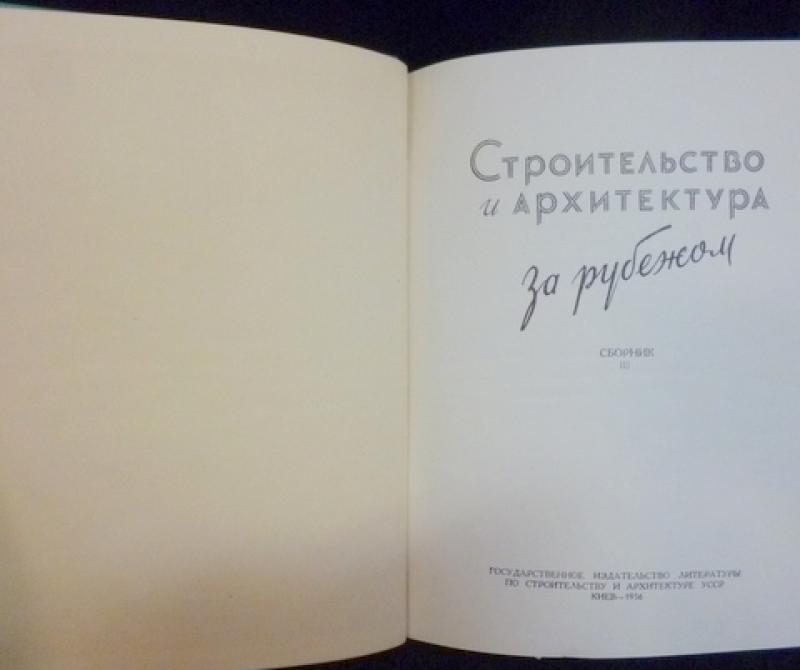 Строительство
и архитектура
за рубежом
СБОРНИК
III
ГОСУДАРСТВЕННОЕ ИЗДАТЕЛЬСТВО ЛИТЕРАТУРЫ
ПО СТРОИТЕЛЬСТВУ И АРХИТЕКТУРЕ УССР
КИЕВ—1956